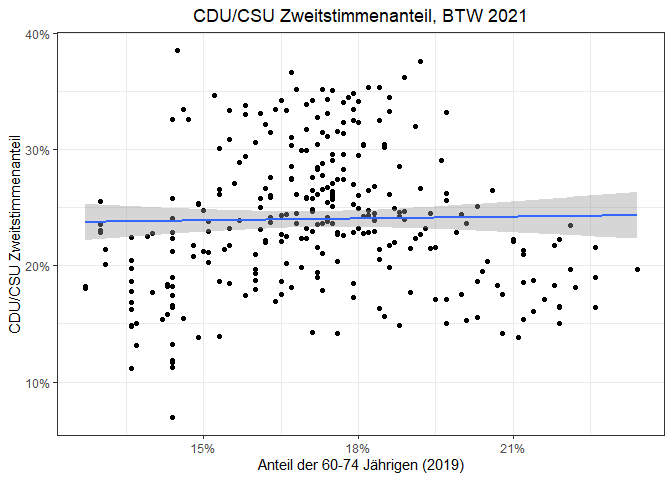 CDU/CSU Zweitstimmenanteil, BTW 2021
40%
30%
20%
10%
CDU/CSU Zweitstimmenanteil
15%
18%
21%
Anteil der 60-74 Jährigen (2019)